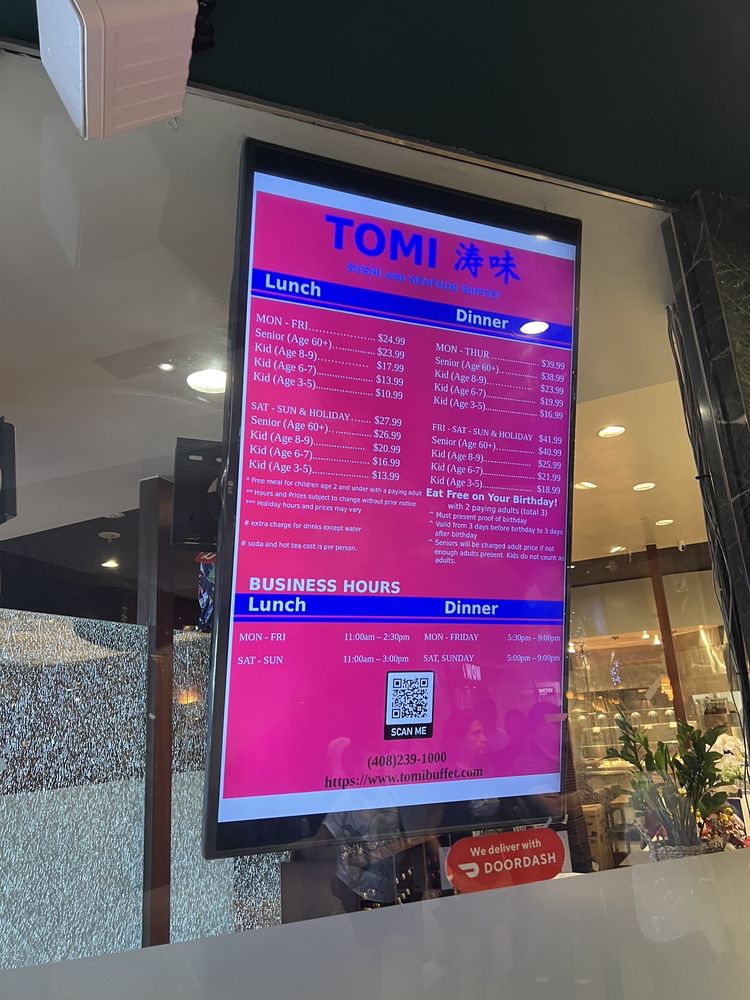 TOMI 涛味
SUSHI AND SEAFOOD BUFFET
Lunch
MON - FRI................... $24.99
Senior (Age 60+).............. $23.99
Kid (Age 8-9)................ $17.99
Kid (Age 6-7)................... $13.99
Kid (Age 3-5)................... $10.99
SAT - SUN & HOLIDAY...... $27.99
Senior (Age 60+).............. $26.99
Kid (Age 8-9)................... $20.99
Kid (Age 6-7)................... $16.99
Kid (Age 3-5)................... $13.99
* Free meal for children age 2 and under with a paying adult
** Hours and Prices subject to change without prior notice
*** Holiday hours and prices may vary
# extra charge for drinks except water
# soda and hot tea cost is per person.
Dinner
MON - THUR ................ $39.99
Senior (Age 60+)............. $38.99
Kid (Age 8-9)................ $23.99
Kid (Age 6-7)................. $19.99
Kid (Age 3-5)................. $16.99
FRI - SAT - SUN & HOLIDAY $41.99
Senior (Age 60+)............. $40.99
Kid (Age 8-9)................. $25.99
Kid (Age 6-7)................. $21.99
Kid (Age 3-5)................. $18.99
Eat Free on Your Birthday!
with 2 paying adults (total 3)
^ Must present proof of birthday
^ Valid from 3 days before birthday to 3 days
after birthday
^ Seniors will be charged adult price if not
enough adults present. Kids do not count as
adults.
BUSINESS HOURS
Lunch Dinner
MON - FRI 11:00am – 2:30pm MON - FRIDAY 5:30pm – 9:00pm
SAT - SUN 11:00am – 3:00pm SAT, SUNDAY 5:00pm – 9:00pm
SCAN ME
(408)239-1000
https://www.tomibuffet.com
We deliver with
DOORDASH